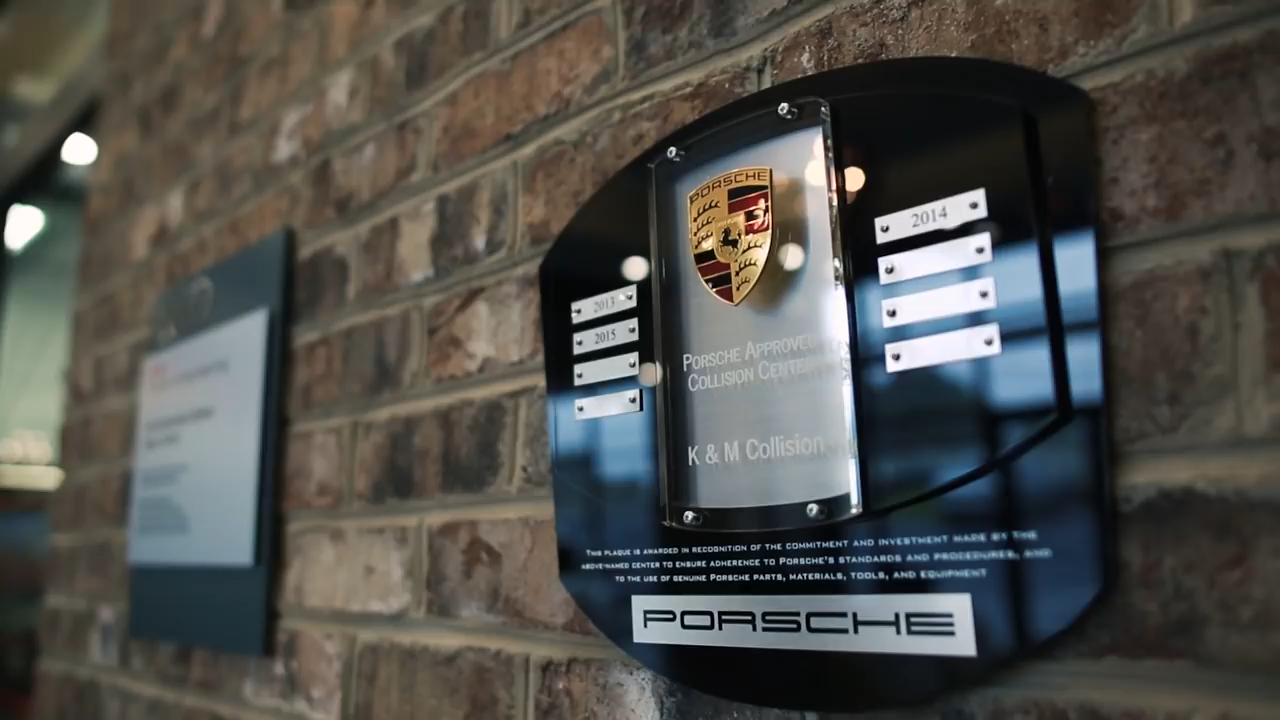 PORSCHE
2013
2015
2014
PORSCHE APPROVED
COLLISION CENTER
K & M Collision
THIS PLAQUE IS AWARDED IN RECOGNITION OF THE COMMITMENT AND INVESTMENT MADE BY THE
ABOVE-NAMED CENTER TO ENSURE ADHERENCE TO PORSCHE'S STANDARDS AND PROCEDURES, AND
TO THE USE OF GENUINE PORSCHE PARTS, MATERIALS, TOOLS, AND EQUIPMENT
PORSCHE